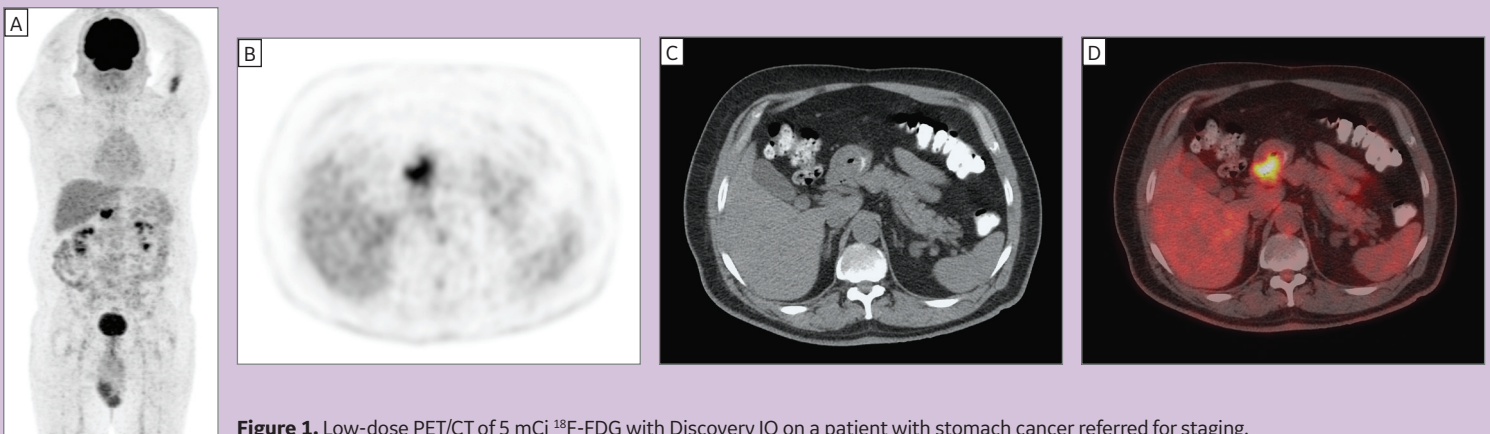 A
B
C
D
Figure 1. Low-dose PET/CT of 5 mCi ¹⁸F-FDG with Discovery IQ on a patient with stomach cancer referred for staging.